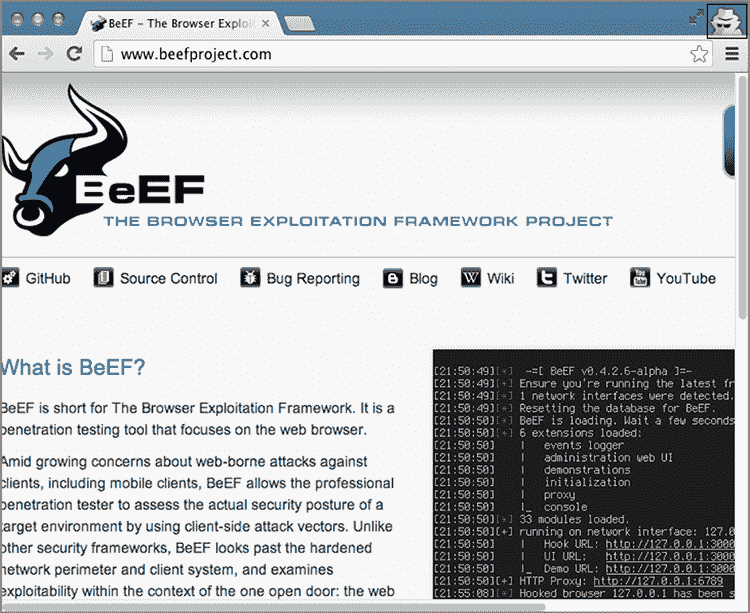 BeEF – The Browser Exploi
www.beefproject.com
BeEF
THE BROWSER EXPLOITATION FRAMEWORK PROJECT
GitHub Source Control Bug Reporting Blog Wiki Twitter YouTube
What is BeEF?
BeEF is short for The Browser Exploitation Framework. It is a
penetration testing tool that focuses on the web browser.
Amid growing concerns about web-borne attacks against
clients, including mobile clients, BeEF allows the professional
penetration tester to assess the actual security posture of a
target environment by using client-side attack vectors. Unlike
other security frameworks, BeEF looks past the hardened
network perimeter and client system, and examines
exploitability within the context of the one open door: the web
[21:50:49][*] -=[ BeEF v0.4.2.6-alpha ]=-
[21:50:49][*] Ensure you're running the latest fr
[21:50:49][*] 1 network interfaces were detected.
[21:50:49][*] Resetting the database for BeEF.
[21:50:49][*] BeEF is loading. Wait a few seconds
[21:50:50][*] 6 extensions loaded:
[21:50:50] | events logger
[21:50:50] | administration web UI
[21:50:50] | demonstrations
[21:50:50] | initialization
[21:50:50] | proxy
[21:50:50] |_ console
[21:50:50][*] 33 modules loaded.
[21:50:50][+] running on network interface: 127.0
[21:50:50] | Hook URL: http://127.0.0.1:3000
[21:50:50] | UI URL: http://127.0.0.1:3000
[21:50:50] |_ Demo URL: http://127.0.0.1:3000
[21:50:50][+] HTTP Proxy: http://127.0.0.1:6789
[21:55:08][*] Hooked browser 127.0.0.1 has been s